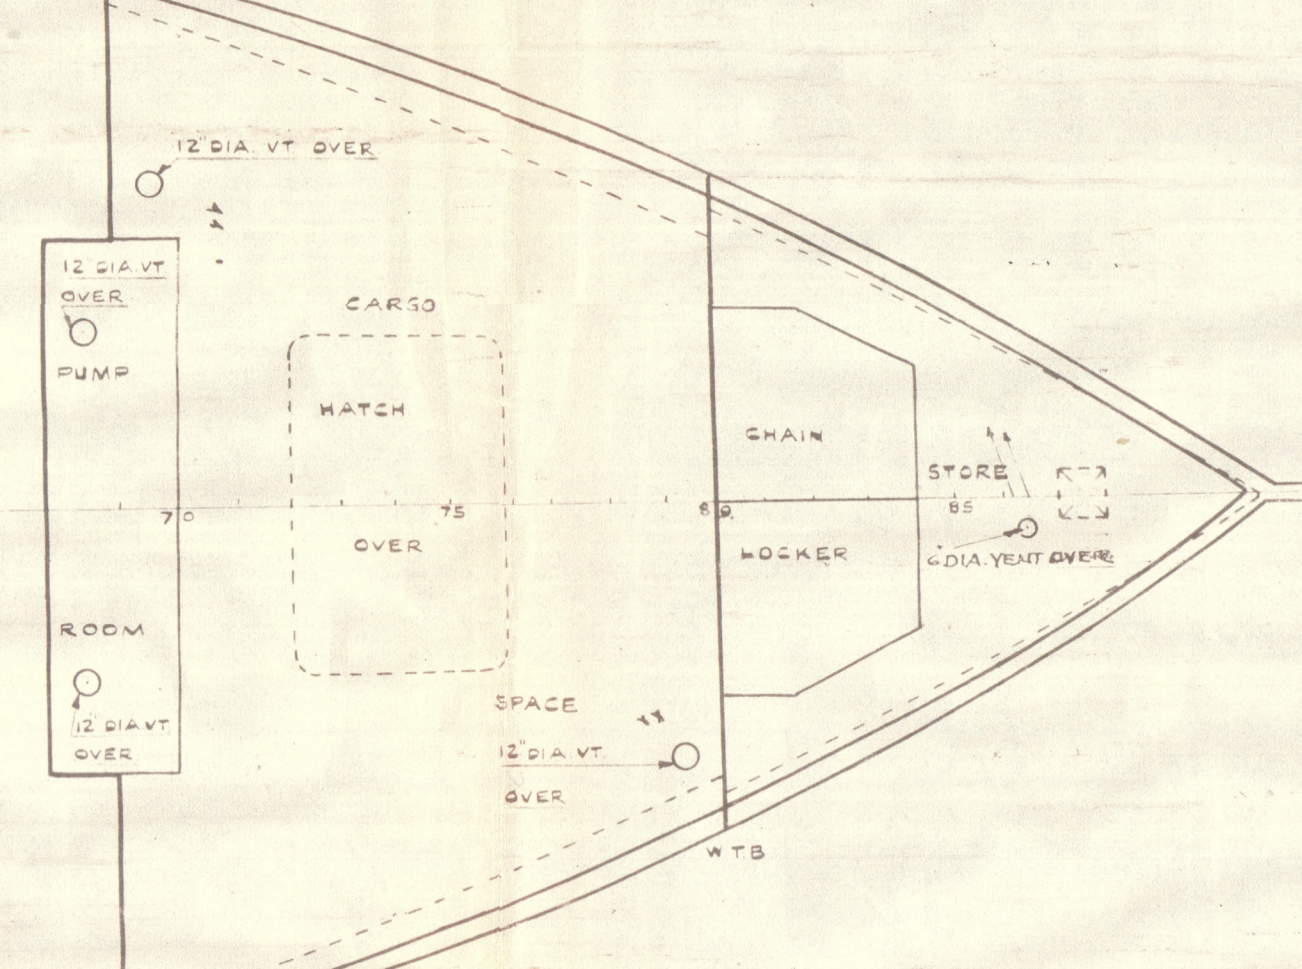 12" DIA. VT OVER
12" DIA. VT
OVER
PUMP
CARGO
HATCH
CHAIN
STORE
70
75
80.
85
OVER
LOCKER
6" DIA. VENT OVER
ROOM
12" DIA VT
OVER
SPACE
12" DIA. VT.
OVER
W T B